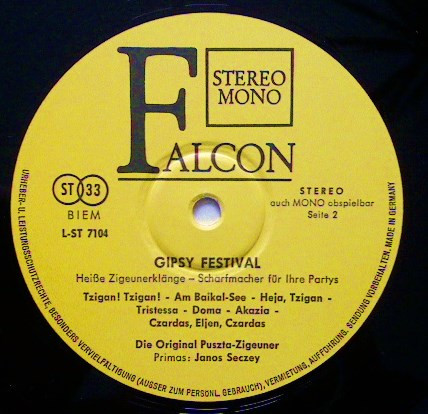 STEREO
MONO
FALCON
ST 33
BIEM
L-ST 7104
STEREO
auch MONO abspielbar
Seite 2
GIPSY FESTIVAL
Heiße Zigeunerklänge – Scharfmacher für Ihre Partys
Tzigan! Tzigan! - Am Baikal-See - Heja, Tzigan -
Tristessa - Doma - Akazia -
Czardas, Eljen, Czardas
Die Original Puszta-Zigeuner
Primas: Janos Seczey
URHEBER- U. LEISTUNGSSCHUTZRECHTE, BESONDERS VERVIELFÄLTIGUNG (AUSSER ZUM PERSÖNL. GEBRAUCH), VERMIETUNG, AUFFÜHRUNG, SENDUNG VORBEHALTEN. MADE IN GERMANY